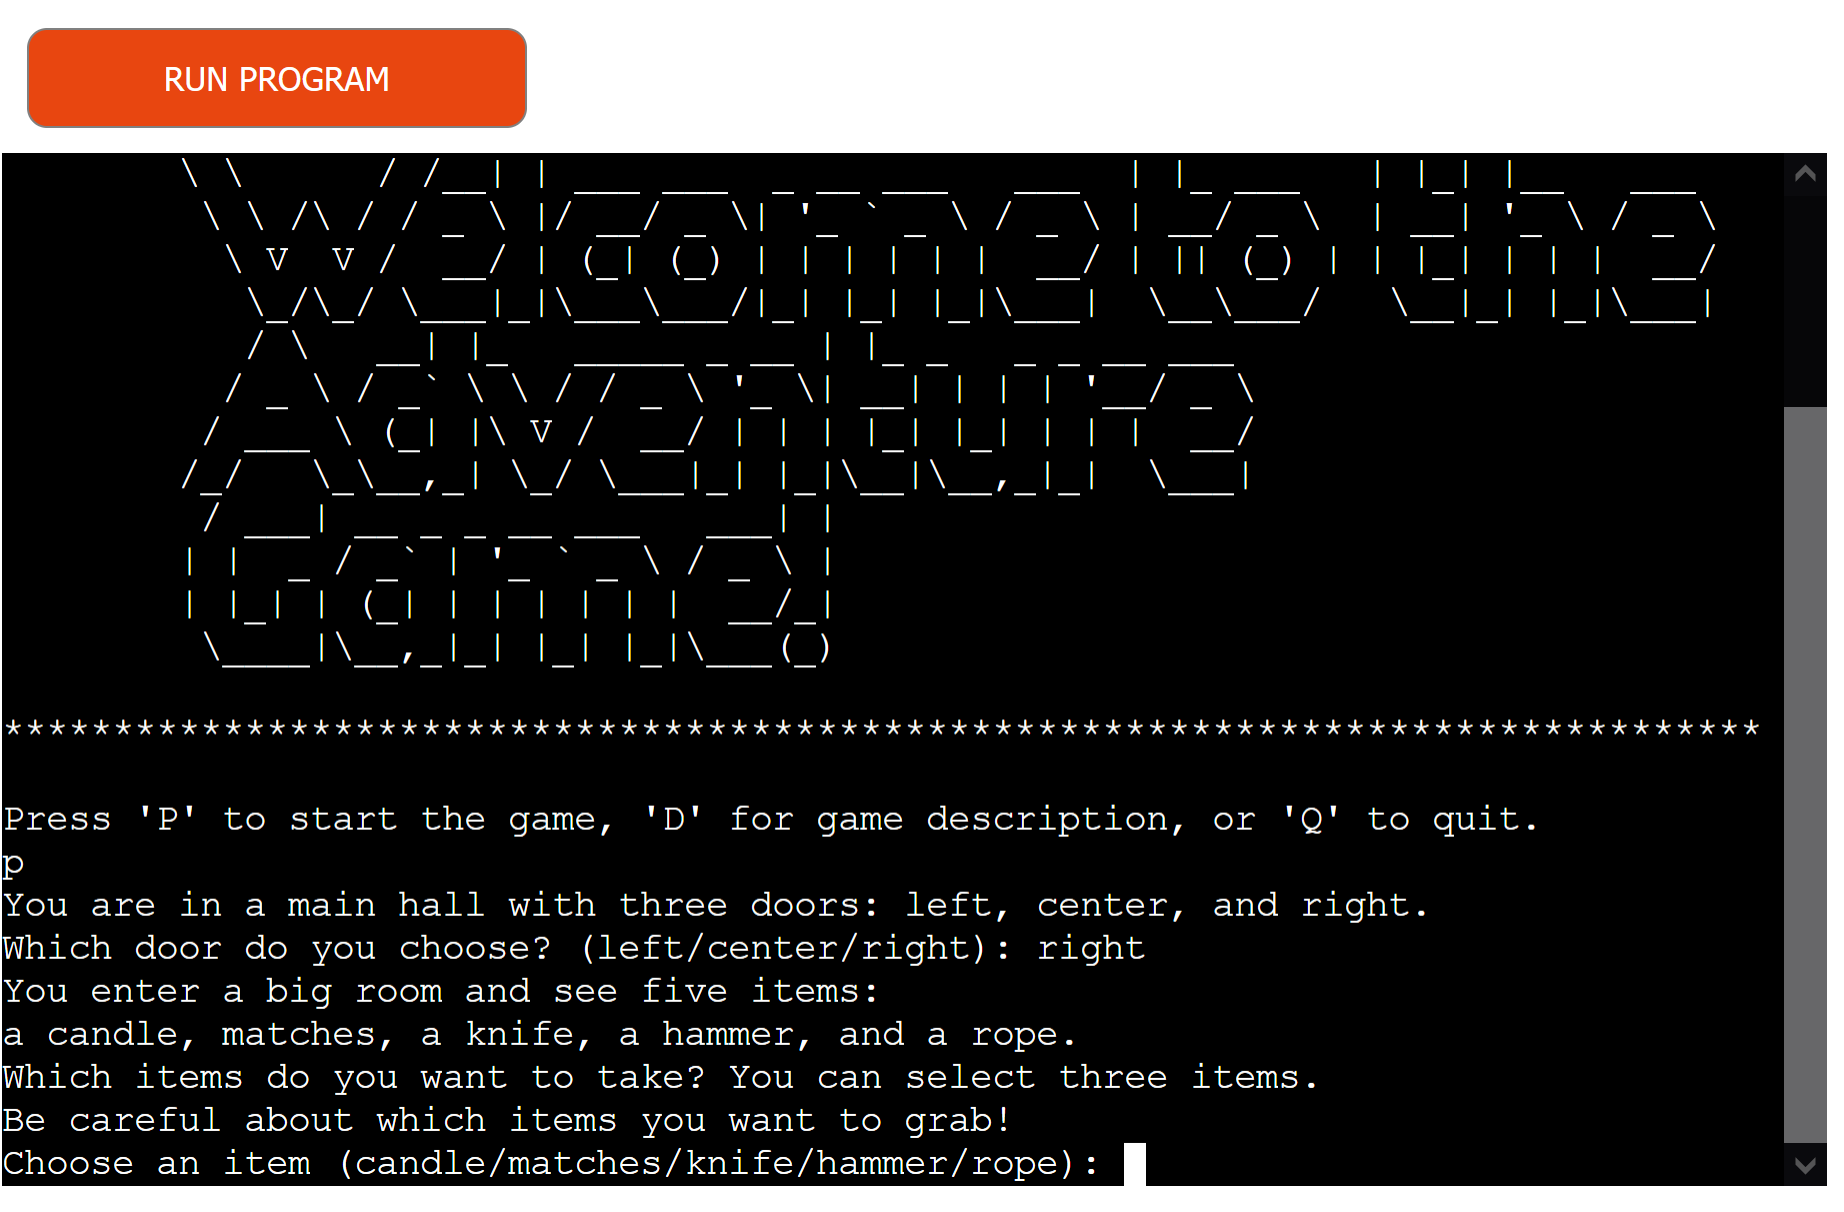 RUN PROGRAM
Welcome to the
Adventure
Game!
********************************************************************************
Press 'P' to start the game, 'D' for game description, or 'Q' to quit.
p
You are in a main hall with three doors: left, center, and right.
Which door do you choose? (left/center/right): right
You enter a big room and see five items:
a candle, matches, a knife, a hammer, and a rope.
Which items do you want to take? You can select three items.
Be careful about which items you want to grab!
Choose an item (candle/matches/knife/hammer/rope):